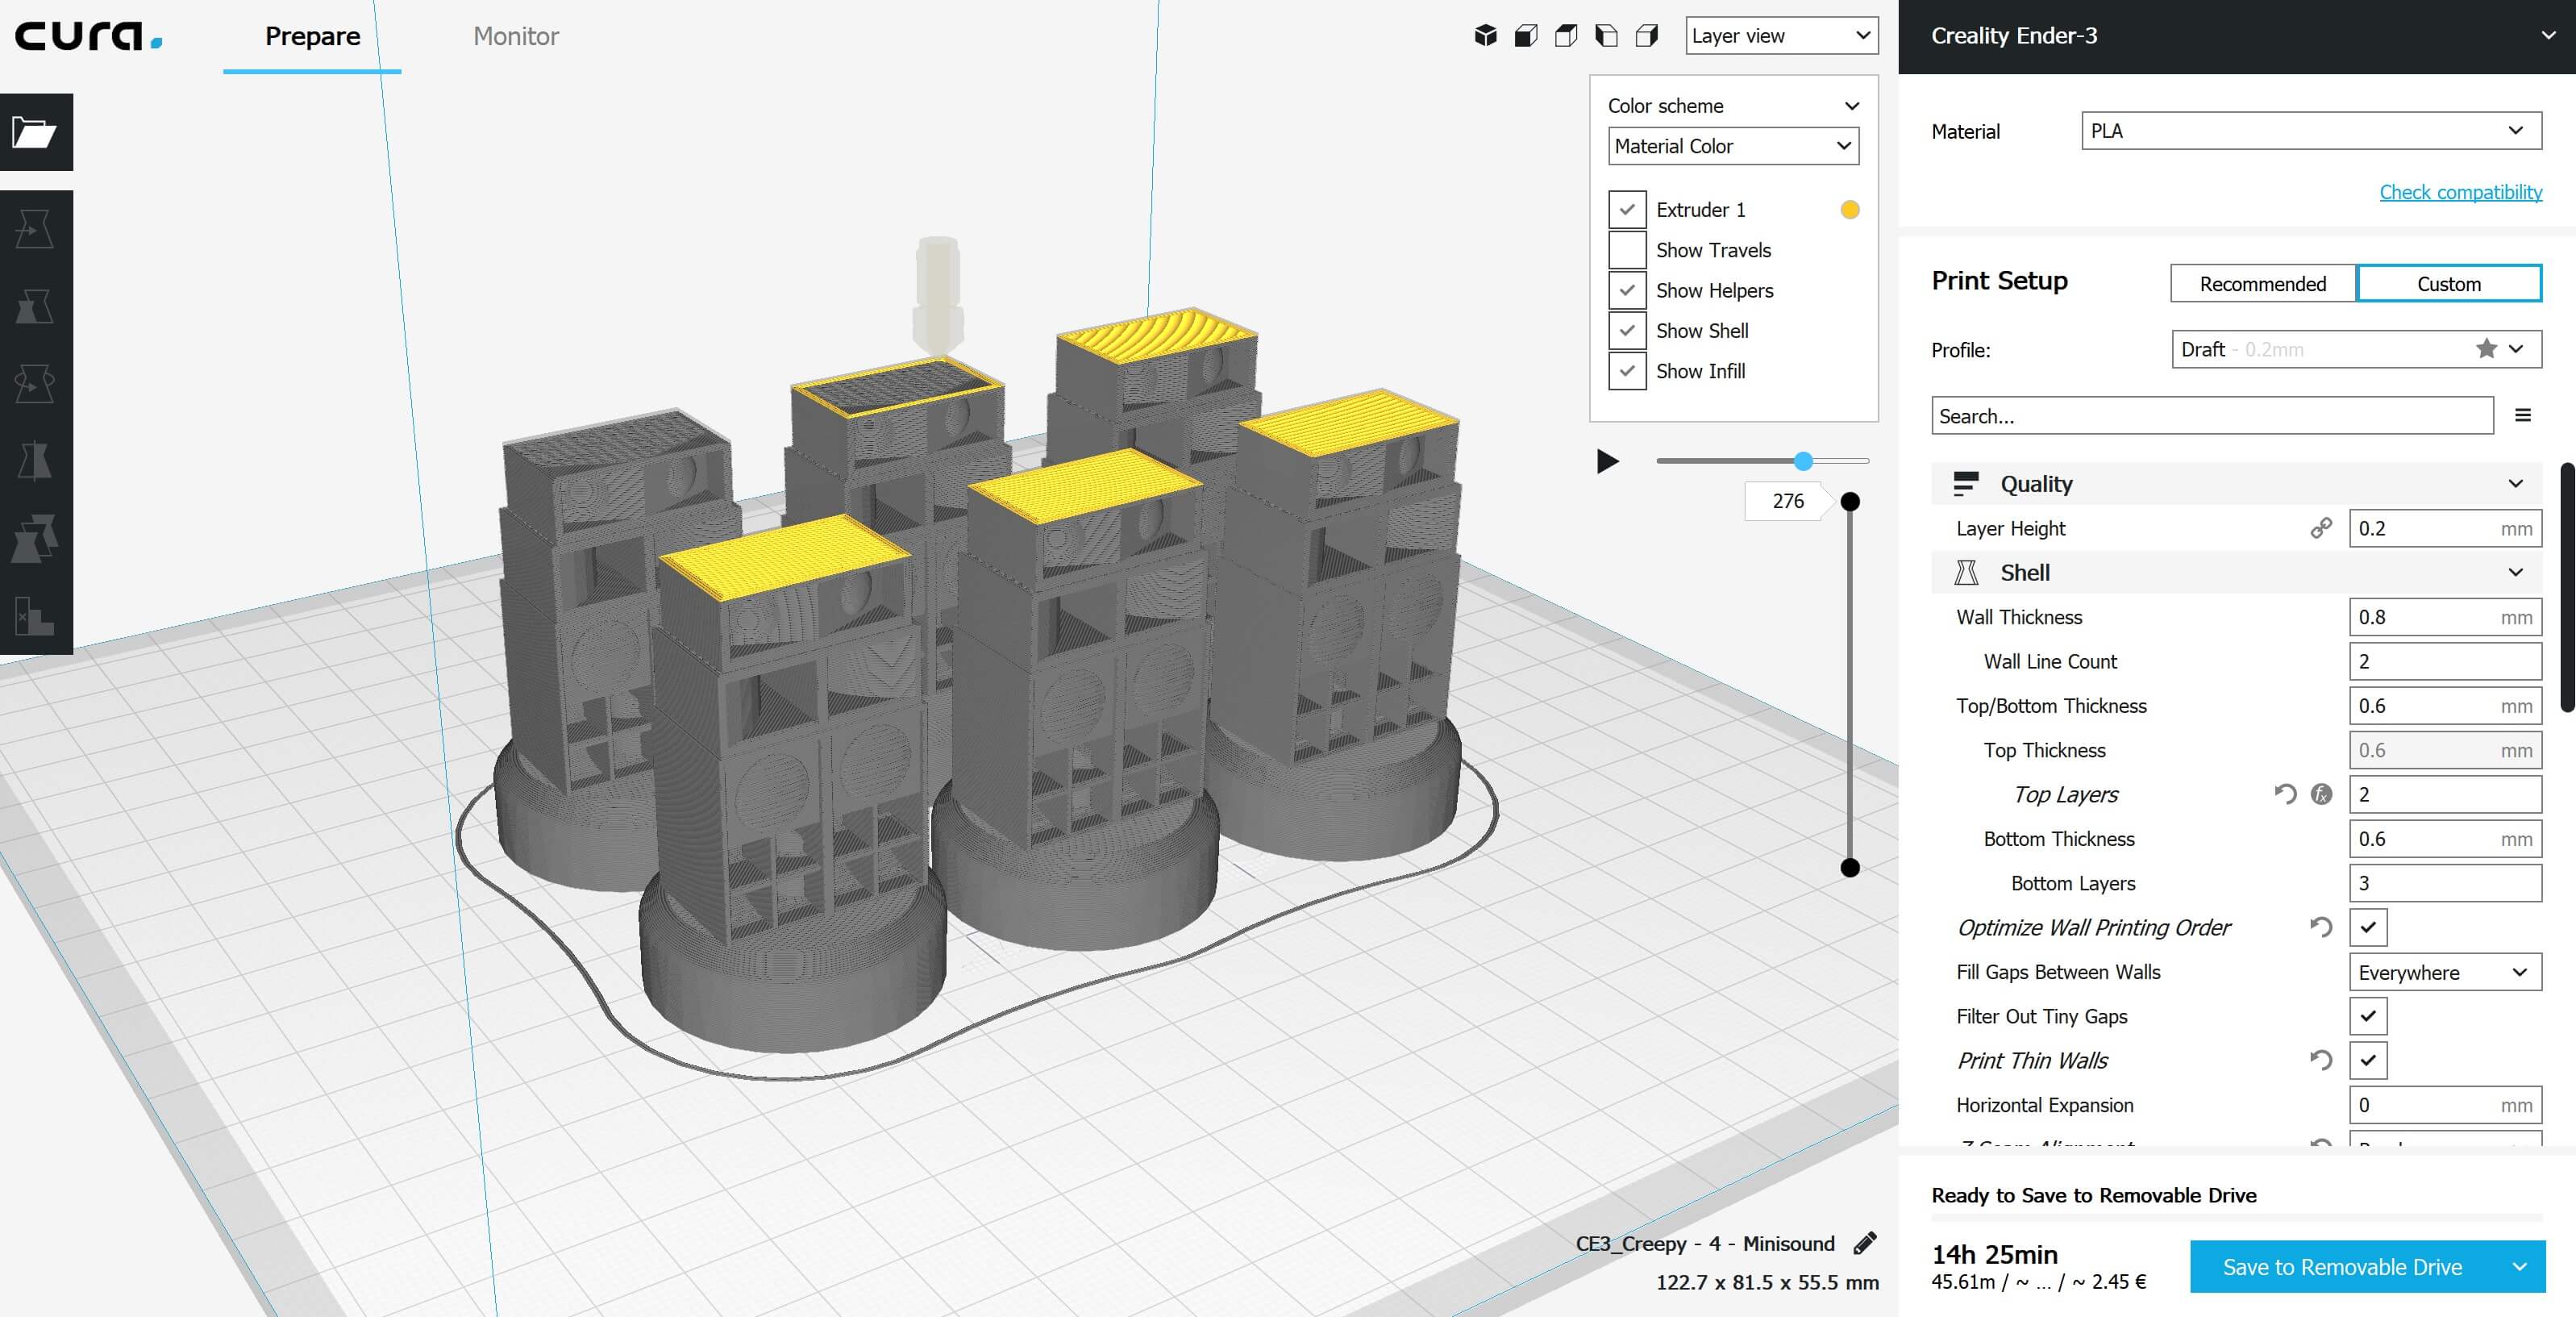 cura.
Prepare
Monitor
Layer view
Color scheme
Material Color
Extruder 1
Show Travels
Show Helpers
Show Shell
Show Infill
276
CE3_Creepy - 4 - Minisound
122.7 x 81.5 x 55.5 mm
Creality Ender-3
Material PLA
Check compatibility
Print Setup Recommended Custom
Profile: Draft - 0.2mm
Search...
Quality
Layer Height 0.2 mm
Shell
Wall Thickness 0.8 mm
Wall Line Count 2
Top/Bottom Thickness 0.6 mm
Top Thickness 0.6 mm
Top Layers fx 2
Bottom Thickness 0.6 mm
Bottom Layers 3
Optimize Wall Printing Order
Fill Gaps Between Walls Everywhere
Filter Out Tiny Gaps
Print Thin Walls
Horizontal Expansion 0 mm
Ready to Save to Removable Drive
14h 25min
45.61m / ~ ... / ~ 2.45 €
Save to Removable Drive